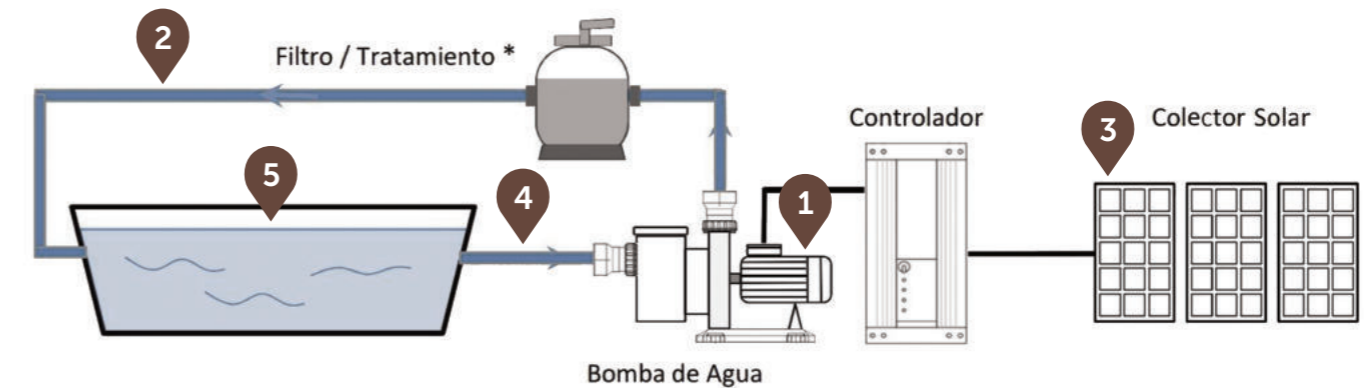 2
Filtro / Tratamiento *
Controlador
3
Colector Solar
5
4
1
Bomba de Agua